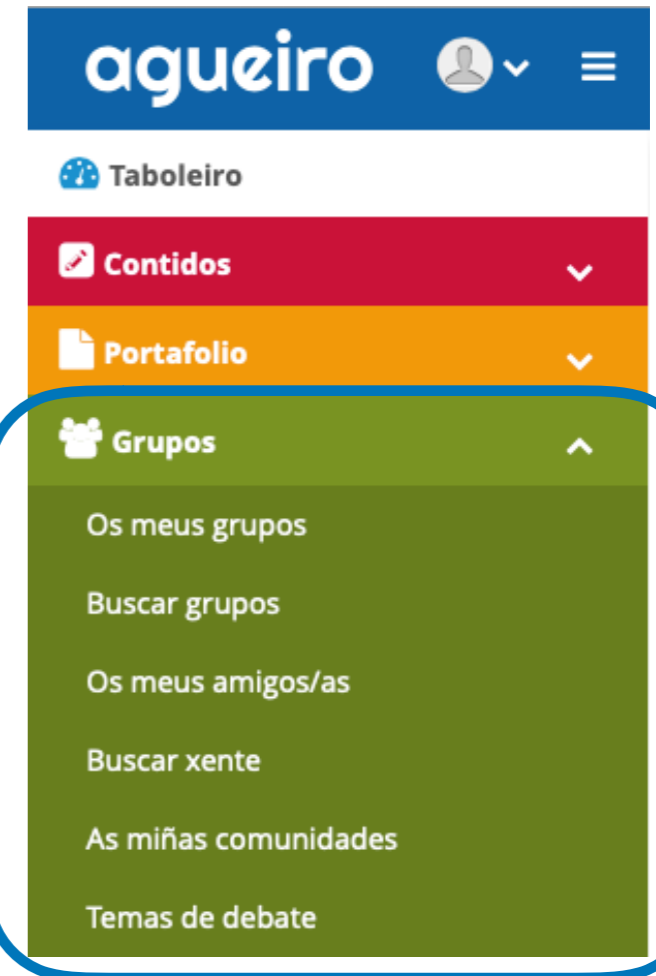 agueiro
Taboleiro
Contidos
Portafolio
Grupos
Os meus grupos
Buscar grupos
Os meus amigos/as
Buscar xente
As miñas comunidades
Temas de debate